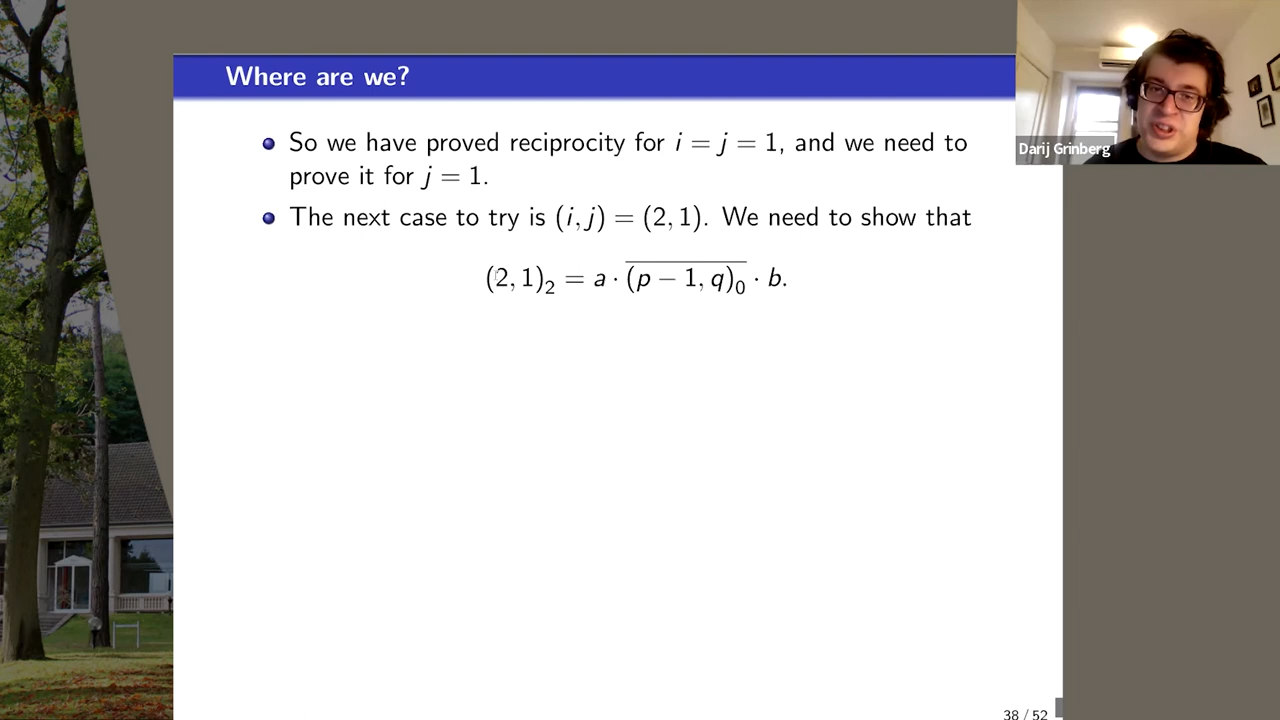 Where are we?
So we have proved reciprocity for i = j = 1, and we need to
prove it for j = 1.
The next case to try is (i, j) = (2, 1). We need to show that
(2, 1)₂ = a · \overline{(p − 1, q)₀} · b.
Darij Grinberg
38 / 52